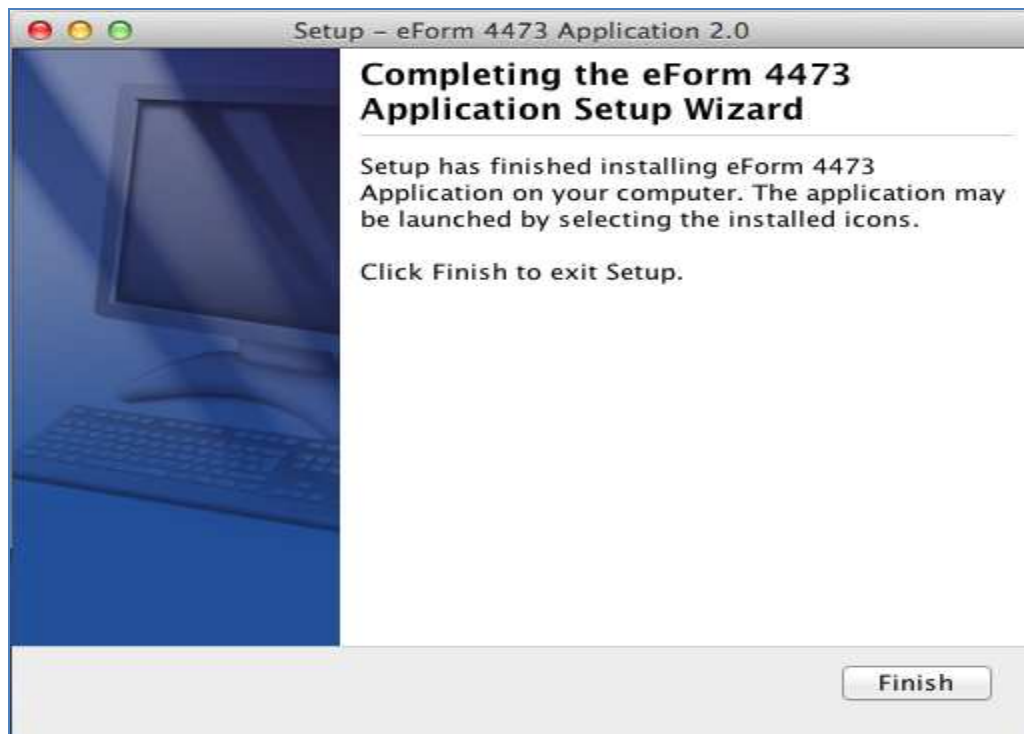 Setup – eForm 4473 Application 2.0
Completing the eForm 4473
Application Setup Wizard
Setup has finished installing eForm 4473
Application on your computer. The application may
be launched by selecting the installed icons.
Click Finish to exit Setup.
Finish